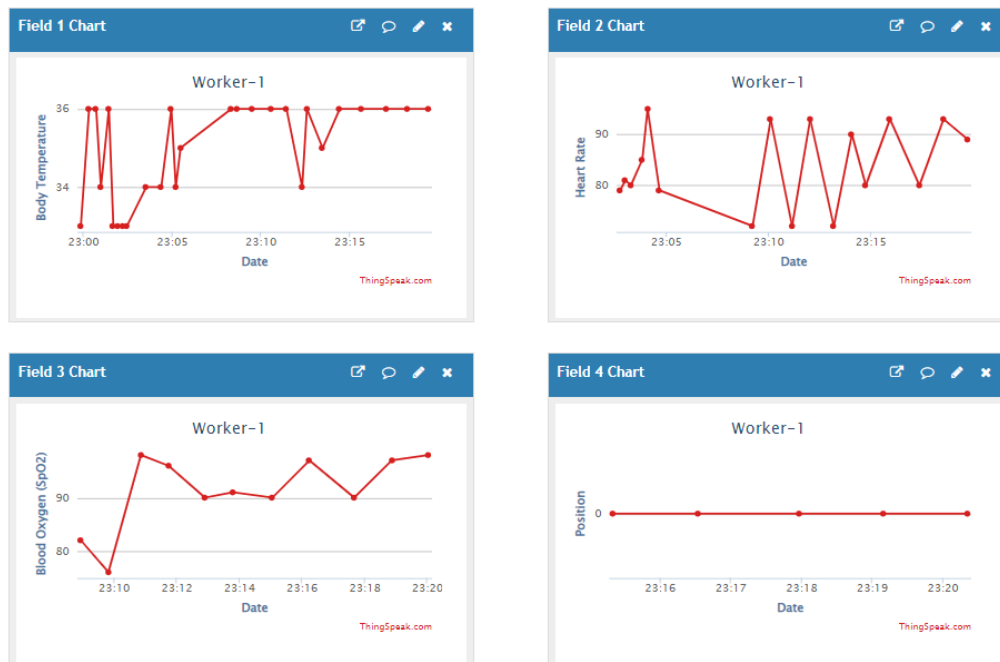 Field 1 Chart
Worker-1
Body Temperature
36
34
23:00 23:05 23:10 23:15
Date
ThingSpeak.com
Field 2 Chart
Worker-1
Heart Rate
90
80
23:05 23:10 23:15
Date
ThingSpeak.com
Field 3 Chart
Worker-1
Blood Oxygen (SpO2)
90
80
23:10 23:12 23:14 23:16 23:18 23:20
Date
ThingSpeak.com
Field 4 Chart
Worker-1
Position
0
23:16 23:17 23:18 23:19 23:20
Date
ThingSpeak.com